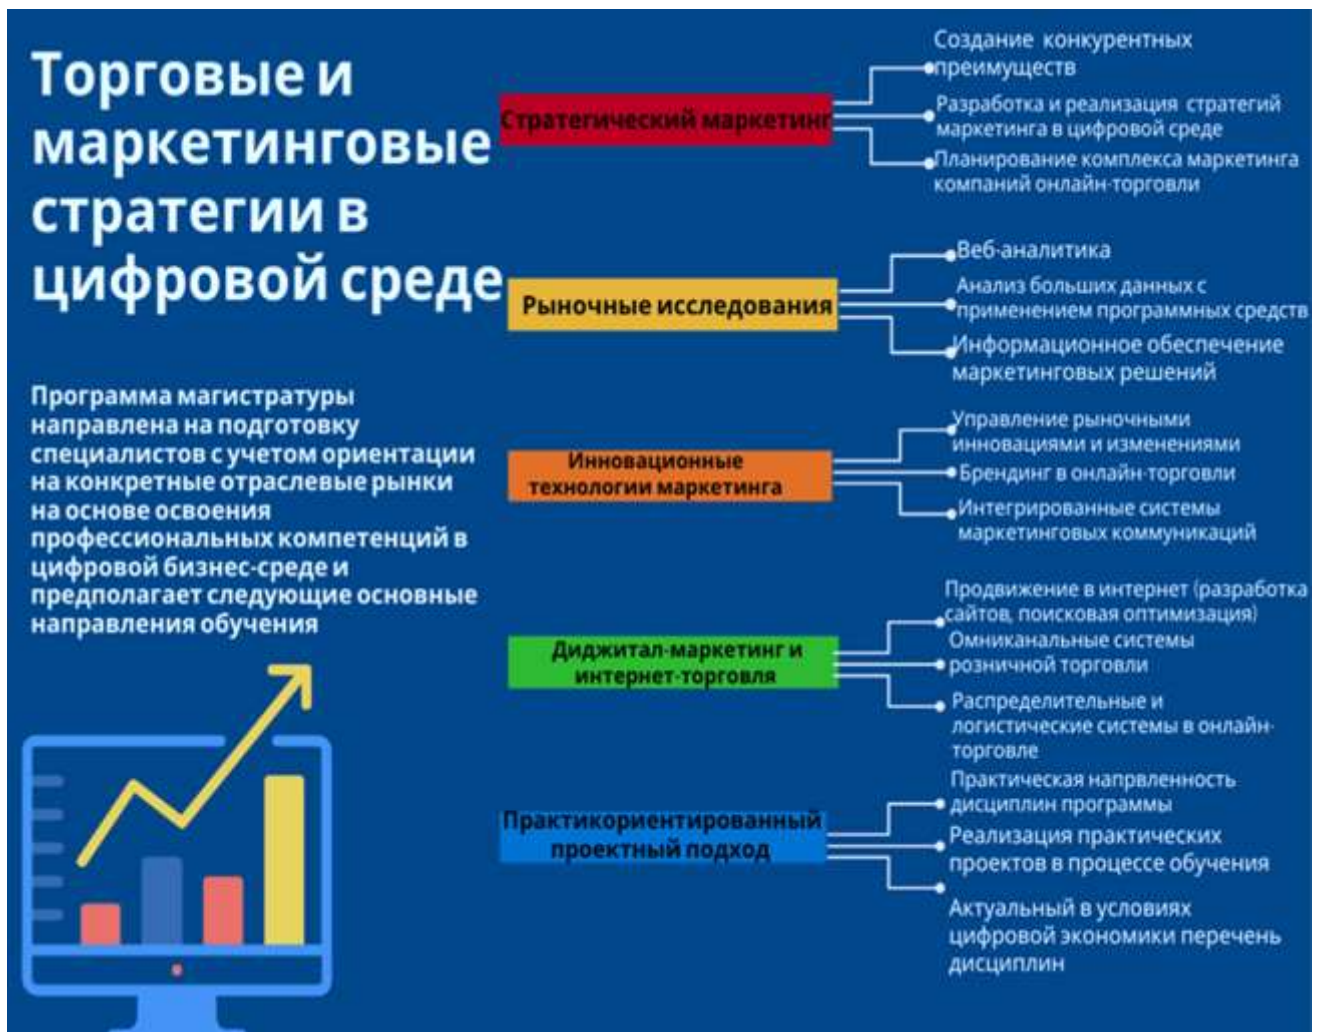 Торговые и
маркетинговые
стратегии в
цифровой среде
Программа магистратуры
направлена на подготовку
специалистов с учетом ориентации
на конкретные отраслевые рынки
на основе освоения
профессиональных компетенций в
цифровой бизнес-среде и
предполагает следующие основные
направления обучения
Стратегический маркетинг
Создание конкурентных
преимуществ
Разработка и реализация стратегий
маркетинга в цифровой среде
Планирование комплекса маркетинга
компаний онлайн-торговли
Рыночные исследования
Веб-аналитика
Анализ больших данных с
применением программных средств
Информационное обеспечение
маркетинговых решений
Инновационные
технологии маркетинга
Управление рыночными
инновациями и изменениями
Брендинг в онлайн-торговли
Интегрированные системы
маркетинговых коммуникаций
Диджитал-маркетинг и
интернет-торговля
Продвижение в интернет (разработка
сайтов, поисковая оптимизация)
Омниканальные системы
розничной торговли
Распределительные и
логистические системы в онлайн-
торговле
Практикориентированный
проектный подход
Практическая напрвленность
дисциплин программы
Реализация практических
проектов в процессе обучения
Актуальный в условиях
цифровой экономики перечень
дисциплин